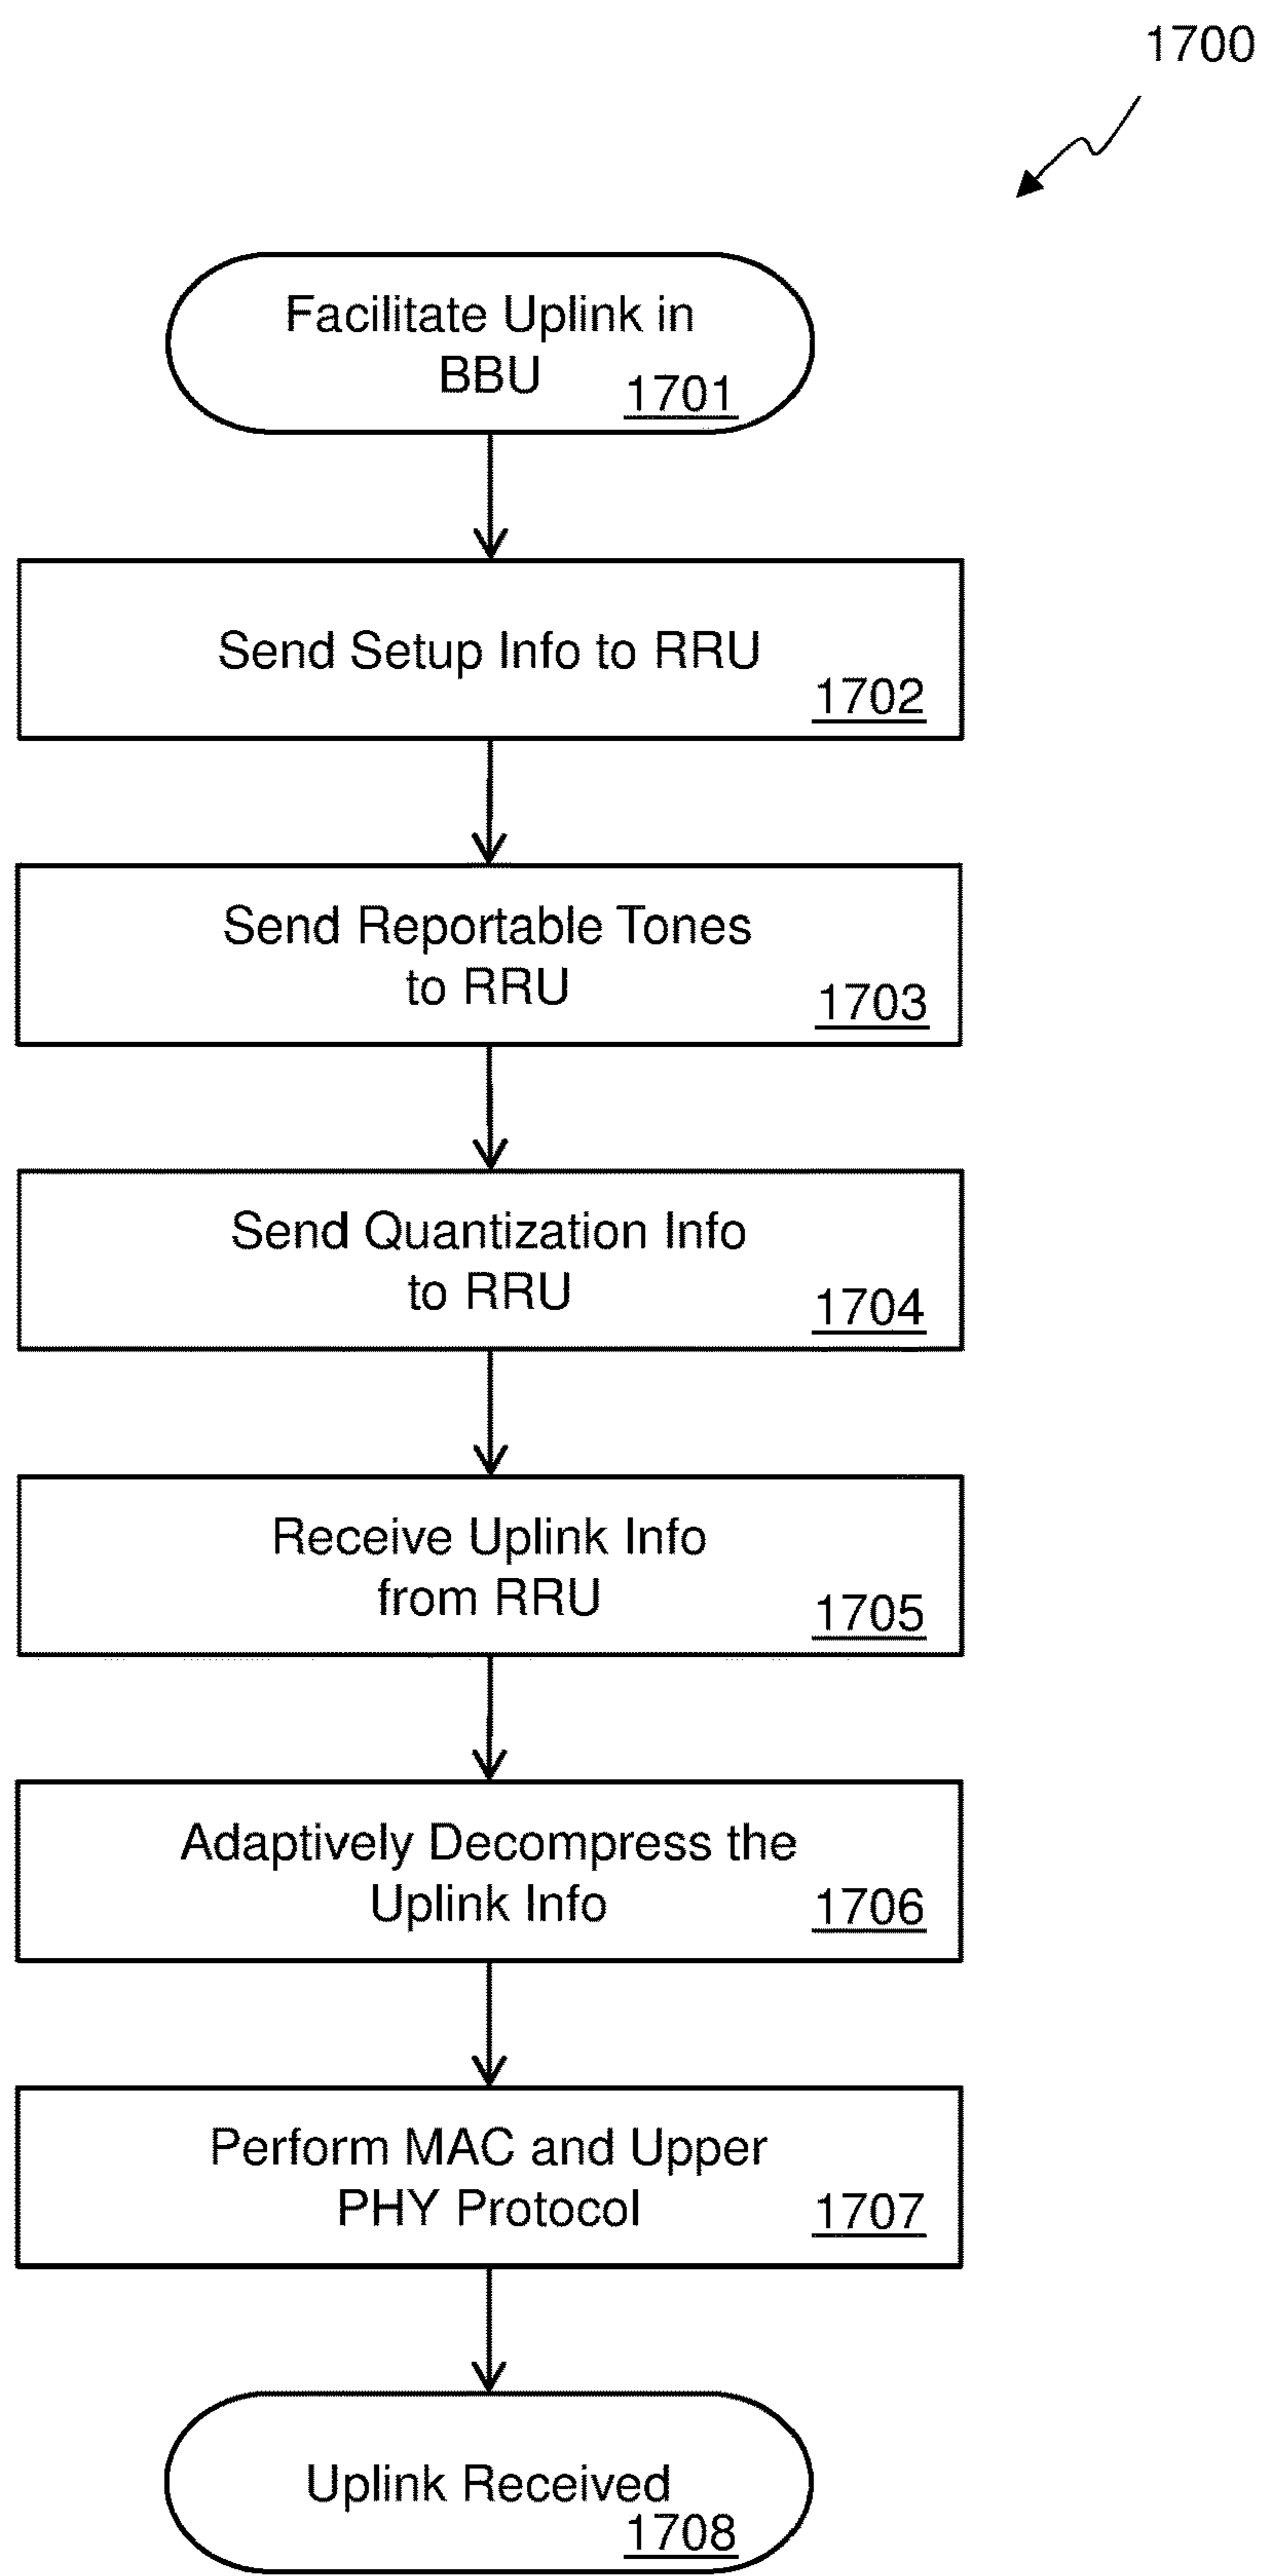 1700
Facilitate Uplink in
BBU
1701
Send Setup Info to RRU
1702
Send Reportable Tones
to RRU
1703
Send Quantization Info
to RRU
1704
Receive Uplink Info
from RRU
1705
Adaptively Decompress the
Uplink Info
1706
Perform MAC and Upper
PHY Protocol
1707
Uplink Received
1708